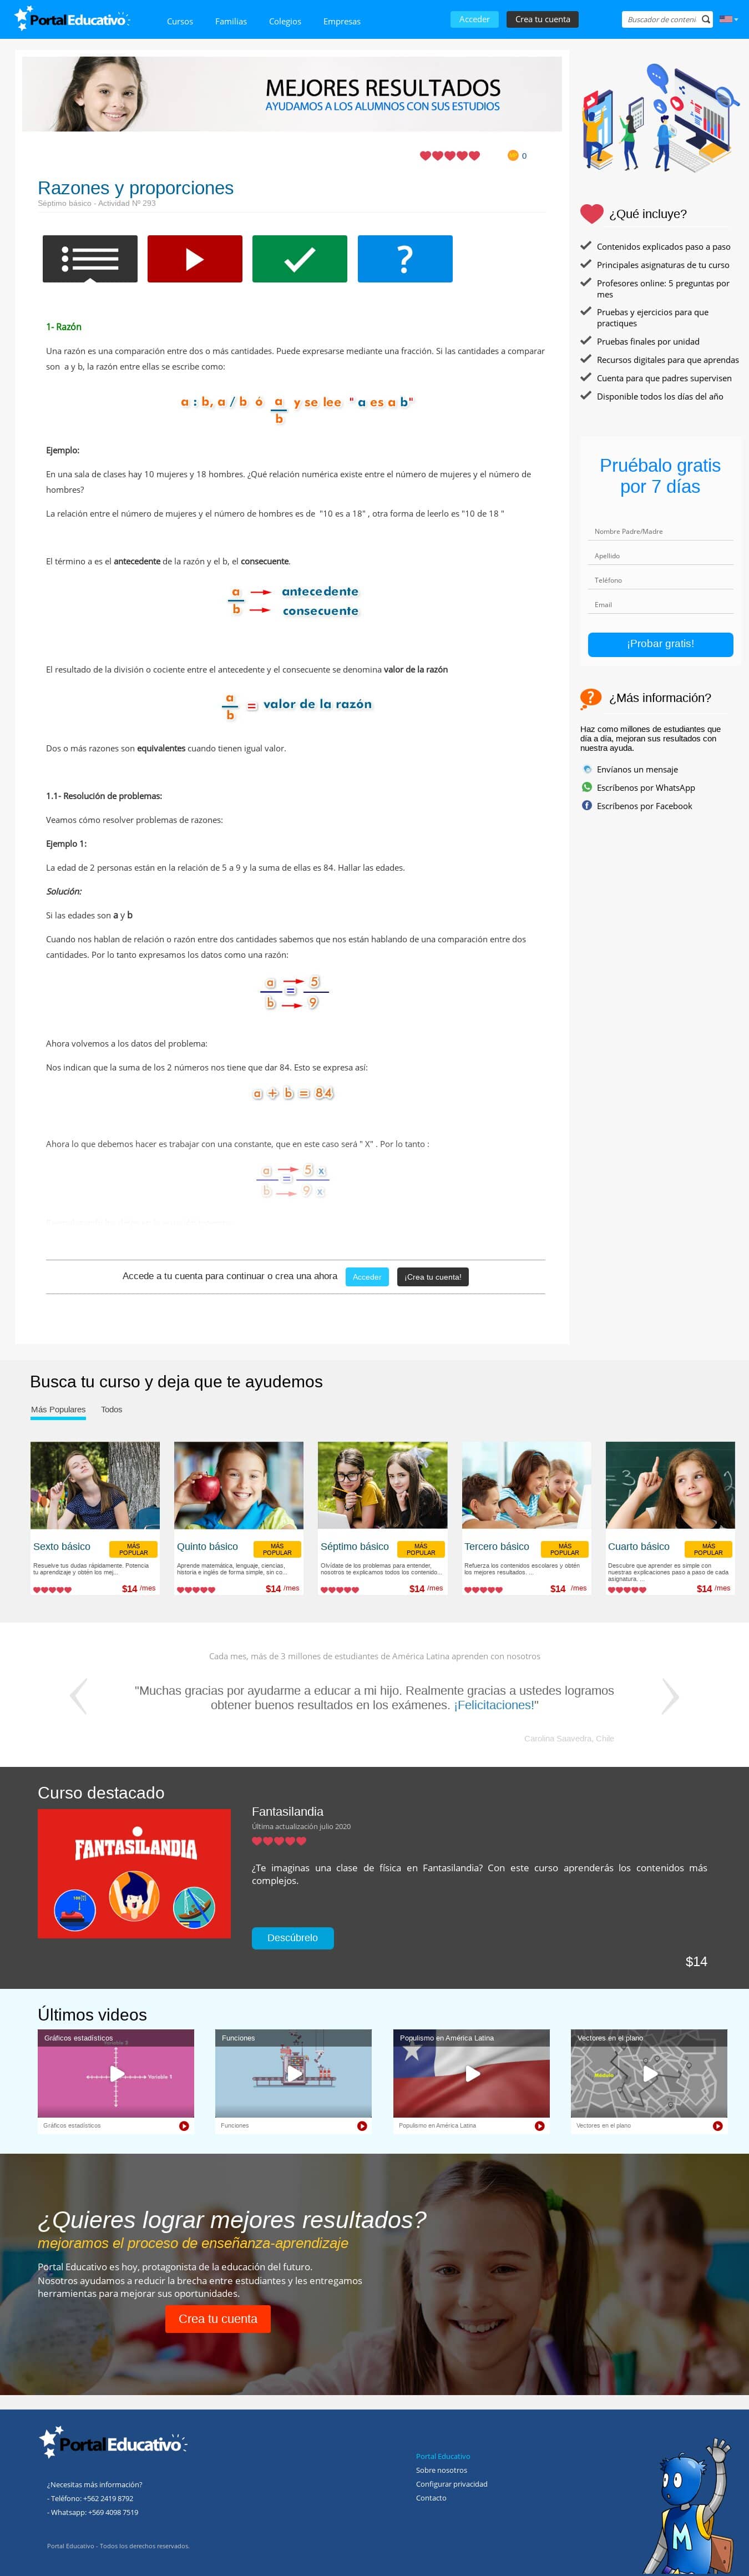 Portal Educativo
Cursos
Familias
Colegios
Empresas
Acceder
Crea tu cuenta
Buscador de conteni
MEJORES RESULTADOS
AYUDAMOS A LOS ALUMNOS CON SUS ESTUDIOS
0
Razones y proporciones
Séptimo básico - Actividad Nº 293
?
1- Razón
Una razón es una comparación entre dos o más cantidades. Puede expresarse mediante una fracción. Si las cantidades a comparar
son a y b, la razón entre ellas se escribe como:
a : b, a / b ó a/b y se lee " a es a b"
Ejemplo:
En una sala de clases hay 10 mujeres y 18 hombres. ¿Qué relación numérica existe entre el número de mujeres y el número de
hombres?
La relación entre el número de mujeres y el número de hombres es de "10 es a 18" , otra forma de leerlo es "10 de 18 "
El término a es el antecedente de la razón y el b, el consecuente.
a → antecedente
b → consecuente
El resultado de la división o cociente entre el antecedente y el consecuente se denomina valor de la razón
a/b = valor de la razón
Dos o más razones son equivalentes cuando tienen igual valor.
1.1- Resolución de problemas:
Veamos cómo resolver problemas de razones:
Ejemplo 1:
La edad de 2 personas están en la relación de 5 a 9 y la suma de ellas es 84. Hallar las edades.
Solución:
Si las edades son a y b
Cuando nos hablan de relación o razón entre dos cantidades sabemos que nos están hablando de una comparación entre dos
cantidades. Por lo tanto expresamos los datos como una razón:
a → 5
=
b → 9
Ahora volvemos a los datos del problema:
Nos indican que la suma de los 2 números nos tiene que dar 84. Esto se expresa así:
a + b = 84
Ahora lo que debemos hacer es trabajar con una constante, que en este caso será " X" . Por lo tanto :
a → 5 x
=
b → 9 x
Accede a tu cuenta para continuar o crea una ahora
Acceder
¡Crea tu cuenta!
¿Qué incluye?
Contenidos explicados paso a paso
Principales asignaturas de tu curso
Profesores online: 5 preguntas por
mes
Pruebas y ejercicios para que
practiques
Pruebas finales por unidad
Recursos digitales para que aprendas
Cuenta para que padres supervisen
Disponible todos los días del año
Pruébalo gratis
por 7 días
Nombre Padre/Madre
Apellido
Teléfono
Email
¡Probar gratis!
¿Más información?
Haz como millones de estudiantes que
día a día, mejoran sus resultados con
nuestra ayuda.
Envíanos un mensaje
Escríbenos por WhatsApp
Escríbenos por Facebook
Busca tu curso y deja que te ayudemos
Más Populares
Todos
Sexto básico
MÁS
POPULAR
Resuelve tus dudas rápidamente. Potencia
tu aprendizaje y obtén los mej...
$14 /mes
Quinto básico
MÁS
POPULAR
Aprende matemática, lenguaje, ciencias,
historia e inglés de forma simple, sin co...
$14 /mes
Séptimo básico
MÁS
POPULAR
Olvídate de los problemas para entender,
nosotros te explicamos todos los contenido...
$14 /mes
Tercero básico
MÁS
POPULAR
Refuerza los contenidos escolares y obtén
los mejores resultados. ...
$14 /mes
Cuarto básico
MÁS
POPULAR
Descubre que aprender es simple con
nuestras explicaciones paso a paso de cada
asignatura. ...
$14 /mes
Cada mes, más de 3 millones de estudiantes de América Latina aprenden con nosotros
"Muchas gracias por ayudarme a educar a mi hijo. Realmente gracias a ustedes logramos
obtener buenos resultados en los exámenes. ¡Felicitaciones!"
Carolina Saavedra, Chile
Curso destacado
FANTASILANDIA
Fantasilandia
Última actualización julio 2020
¿Te imaginas una clase de física en Fantasilandia? Con este curso aprenderás los contenidos más
complejos.
Descúbrelo
$14
Últimos videos
Gráficos estadísticos
Variable 1
Gráficos estadísticos
Funciones
Funciones
Populismo en América Latina
Populismo en América Latina
Vectores en el plano
Módulo
Vectores en el plano
¿Quieres lograr mejores resultados?
mejoramos el proceso de enseñanza-aprendizaje
Portal Educativo es hoy, protagonista de la educación del futuro.
Nosotros ayudamos a reducir la brecha entre estudiantes y les entregamos
herramientas para mejorar sus oportunidades.
Crea tu cuenta
Portal Educativo
¿Necesitas más información?
- Teléfono: +562 2419 8792
- Whatsapp: +569 4098 7519
Portal Educativo - Todos los derechos reservados.
Portal Educativo
Sobre nosotros
Configurar privacidad
Contacto
M